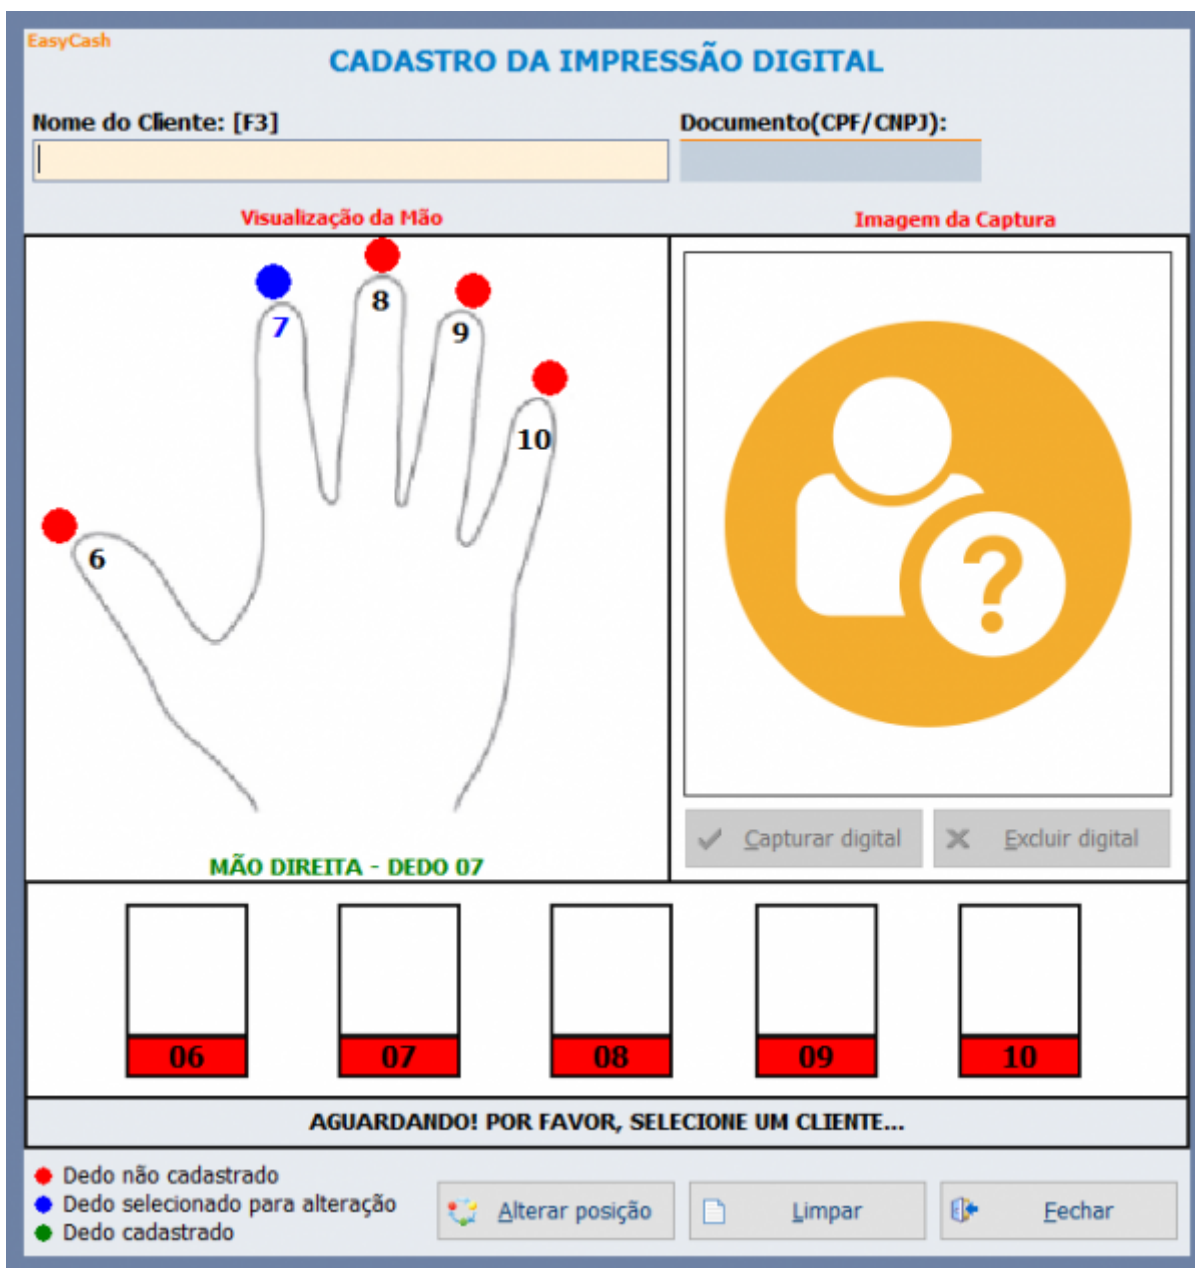 EasyCash
CADASTRO DA IMPRESSÃO DIGITAL
Nome do Cliente: [F3]
Documento(CPF/CNPJ):
Visualização da Mão
Imagem da Captura
8
7
9
10
6
?
Capturar digital
Excluir digital
MÃO DIREITA - DEDO 07
06
07
08
09
10
AGUARDANDO! POR FAVOR, SELECIONE UM CLIENTE...
Dedo não cadastrado
Dedo selecionado para alteração
Dedo cadastrado
Alterar posição
Limpar
Fechar